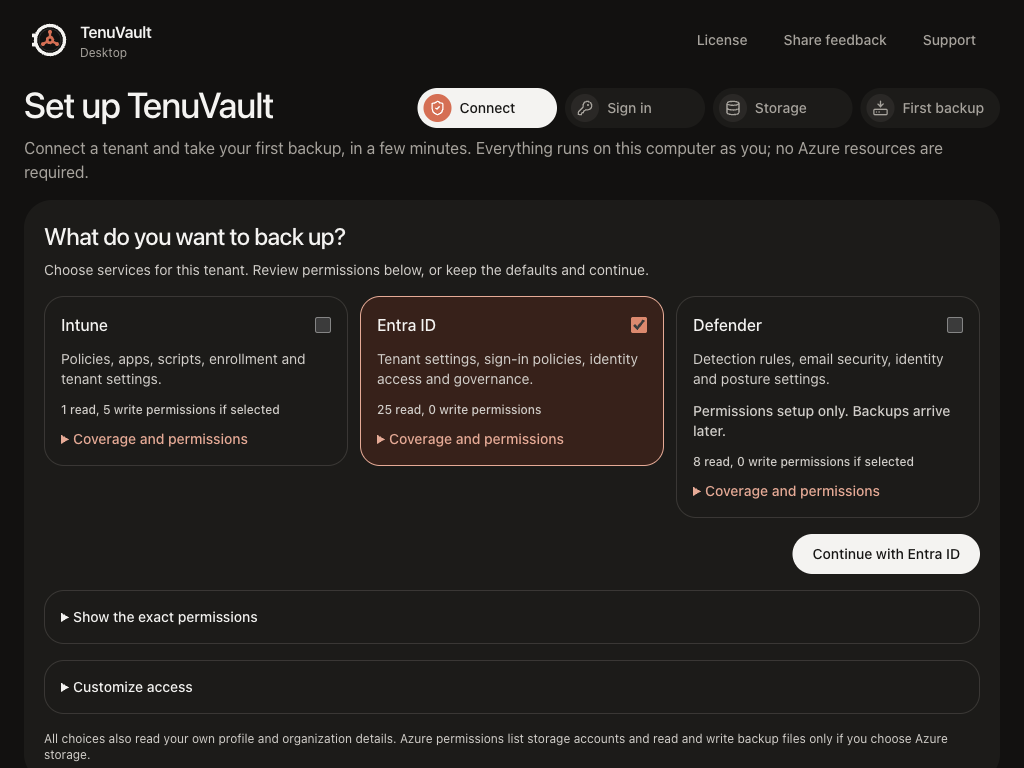 TenuVault
Desktop
License
Share feedback
Support
Set up TenuVault
Connect
Sign in
Storage
First backup
Connect a tenant and take your first backup, in a few minutes. Everything runs on this computer as you; no Azure resources are
required.
What do you want to back up?
Choose services for this tenant. Review permissions below, or keep the defaults and continue.
Intune
Policies, apps, scripts, enrollment and
tenant settings.
1 read, 5 write permissions if selected
Coverage and permissions
Entra ID
Tenant settings, sign-in policies, identity
access and governance.
25 read, 0 write permissions
Coverage and permissions
Defender
Detection rules, email security, identity
and posture settings.
Permissions setup only. Backups arrive
later.
8 read, 0 write permissions if selected
Coverage and permissions
Continue with Entra ID
Show the exact permissions
Customize access
All choices also read your own profile and organization details. Azure permissions list storage accounts and read and write backup files only if you choose Azure
storage.